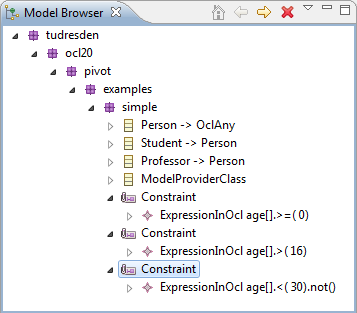 Model Browser
tudresden
ocl20
pivot
examples
simple
Person -> OclAny
Student -> Person
Professor -> Person
ModelProviderClass
Constraint
ExpressionInOcl age[].>=(0)
Constraint
ExpressionInOcl age[].>(16)
Constraint
ExpressionInOcl age[].<(30).not()